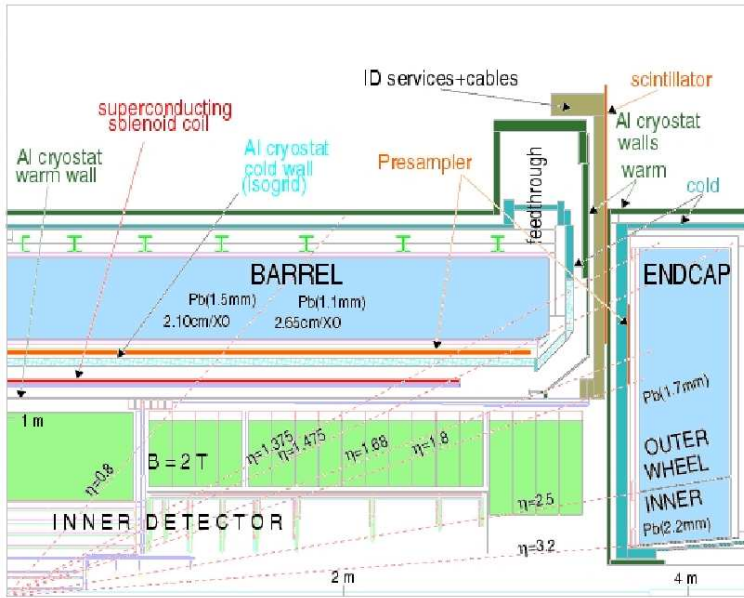 ID services+cables
scintillator
superconducting
solenoid coil
Al cryostat
walls
Al cryostat
warm wall
Al cryostat
cold wall
(Isogrid)
Presampler
warm
cold
feedthrough
BARREL
ENDCAP
Pb(1.5mm)
Pb(1.1mm)
2.10cm/XO
2.65cm/XO
Pb(1.7mm)
1 m
B = 2 T
η=0.8
η=1.375
η=1.475
η=1.68
η=1.8
OUTER
WHEEL
INNER
Pb(2.2mm)
INNER DETECTOR
η=2.5
η=3.2
2 m
4 m